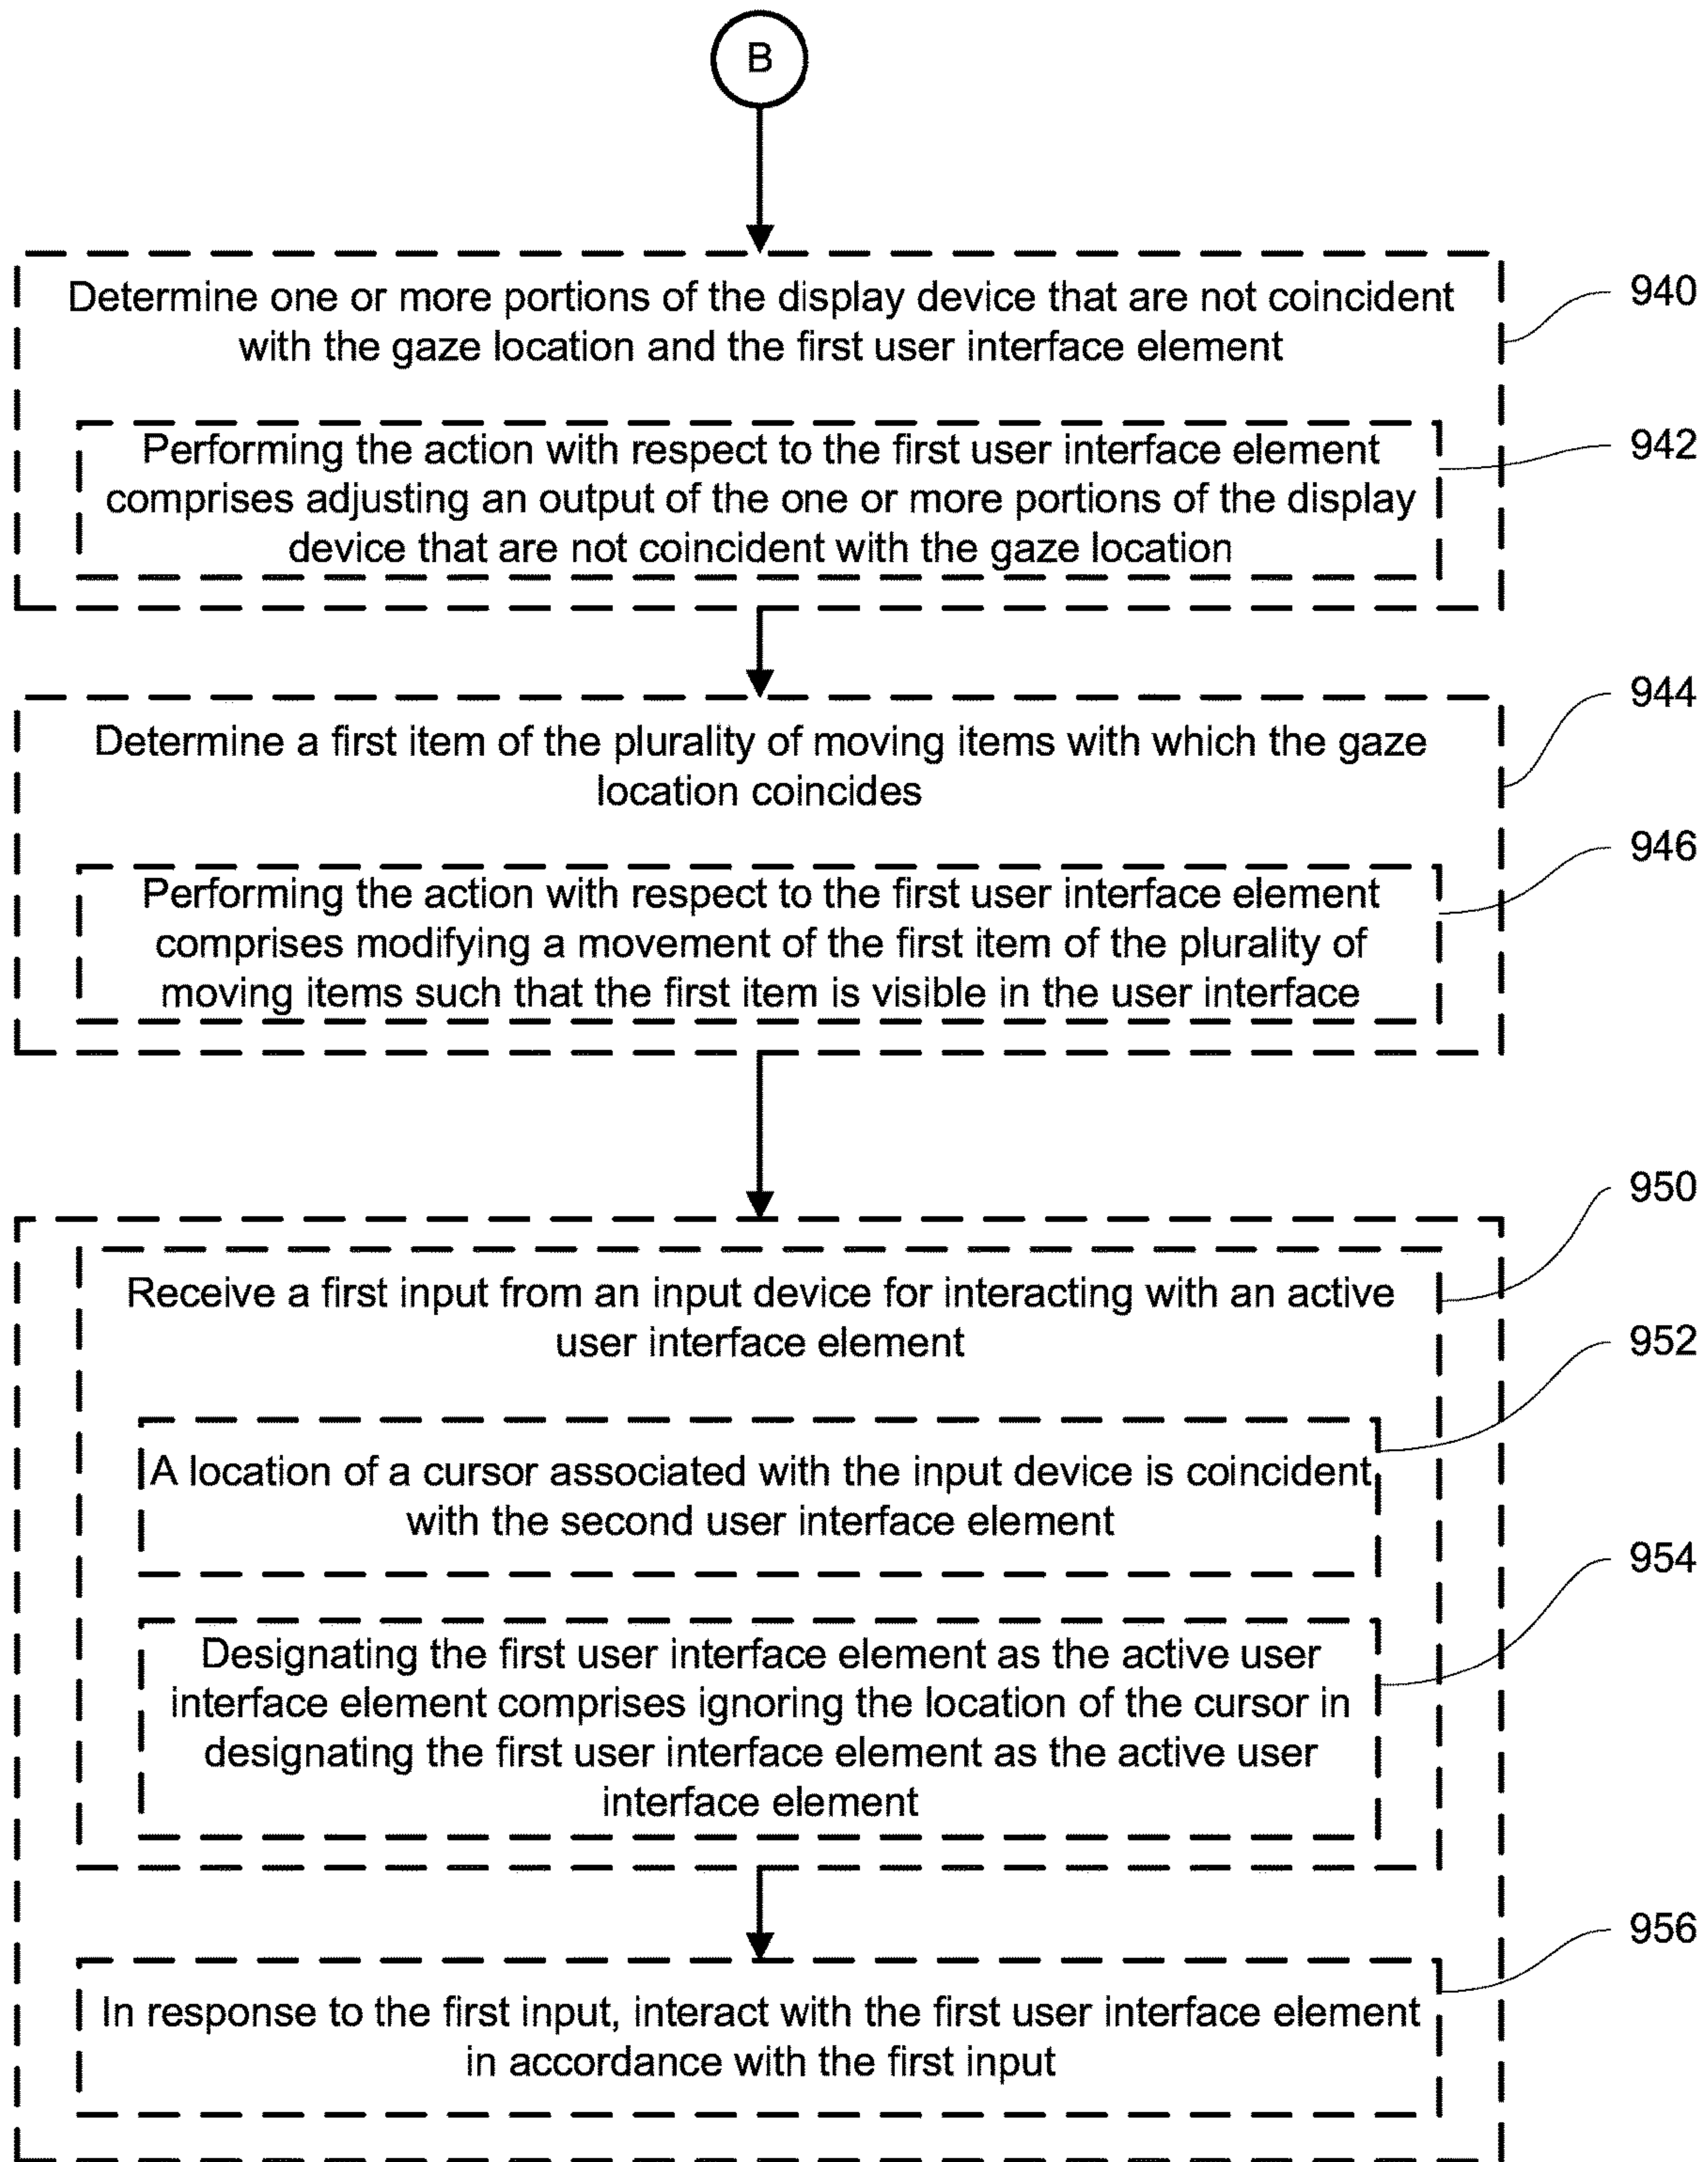 B
Determine one or more portions of the display device that are not coincident
with the gaze location and the first user interface element
940
Performing the action with respect to the first user interface element
comprises adjusting an output of the one or more portions of the display
device that are not coincident with the gaze location
942
Determine a first item of the plurality of moving items with which the gaze
location coincides
944
Performing the action with respect to the first user interface element
comprises modifying a movement of the first item of the plurality of
moving items such that the first item is visible in the user interface
946
Receive a first input from an input device for interacting with an active
user interface element
950
A location of a cursor associated with the input device is coincident
with the second user interface element
952
Designating the first user interface element as the active user
interface element comprises ignoring the location of the cursor in
designating the first user interface element as the active user
interface element
954
In response to the first input, interact with the first user interface element
in accordance with the first input
956